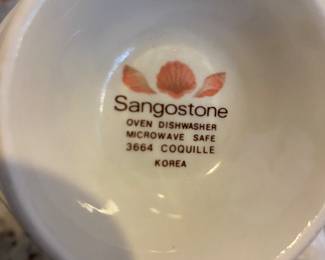 Sangostone
OVEN DISHWASHER
MICROWAVE SAFE
3664 COQUILLE
KOREA